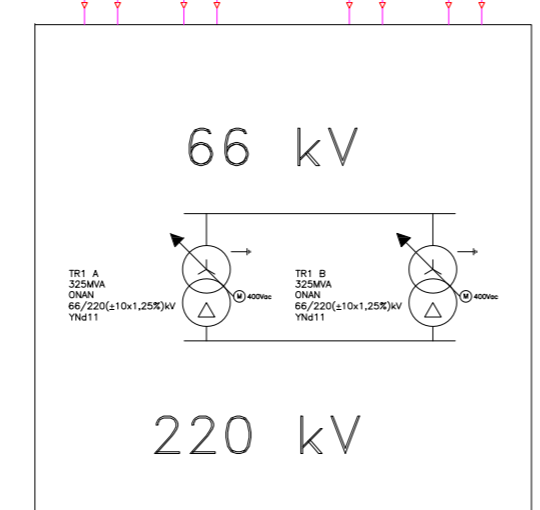 66 kV
TR1 A
325MVA
ONAN
66/220(±10x1,25%)kV
YNd11
M 400Vac
TR1 B
325MVA
ONAN
66/220(±10x1,25%)kV
YNd11
M 400Vac
220 kV